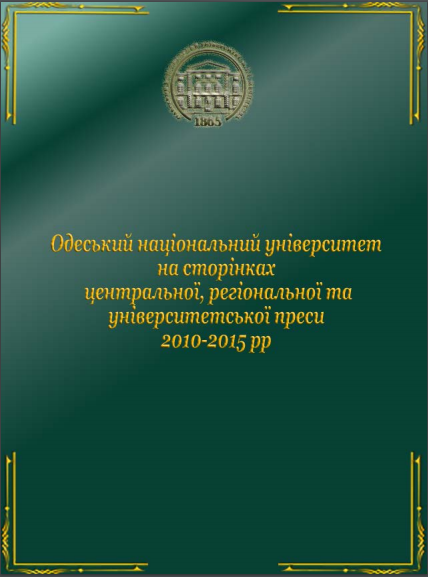 1865
Одеський національний університет
на сторінках
центральної, регіональної та
університетської преси
2010-2015 рр